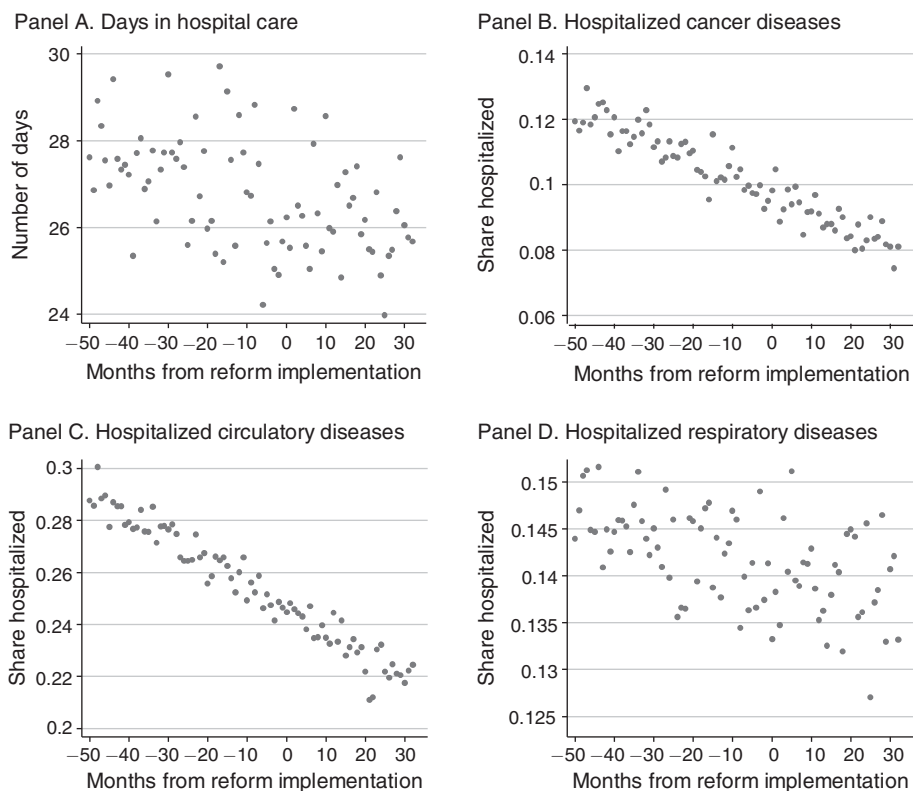 Panel A. Days in hospital care
30
28
26
24
Number of days
−50 −40 −30 −20 −10 0 10 20 30
Months from reform implementation
Panel B. Hospitalized cancer diseases
0.14
0.12
0.1
0.08
0.06
Share hospitalized
−50 −40 −30 −20 −10 0 10 20 30
Months from reform implementation
Panel C. Hospitalized circulatory diseases
0.3
0.28
0.26
0.24
0.22
0.2
Share hospitalized
−50 −40 −30 −20 −10 0 10 20 30
Months from reform implementation
Panel D. Hospitalized respiratory diseases
0.15
0.145
0.14
0.135
0.13
0.125
Share hospitalized
−50 −40 −30 −20 −10 0 10 20 30
Months from reform implementation